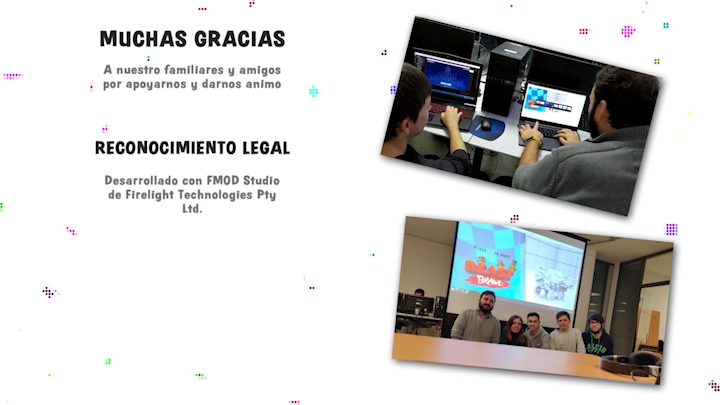 MUCHAS GRACIAS
A nuestro familiares y amigos
por apoyarnos y darnos animo
RECONOCIMIENTO LEGAL
Desarrollado con FMOD Studio
de Firelight Technologies Pty
Ltd.
BRAWL